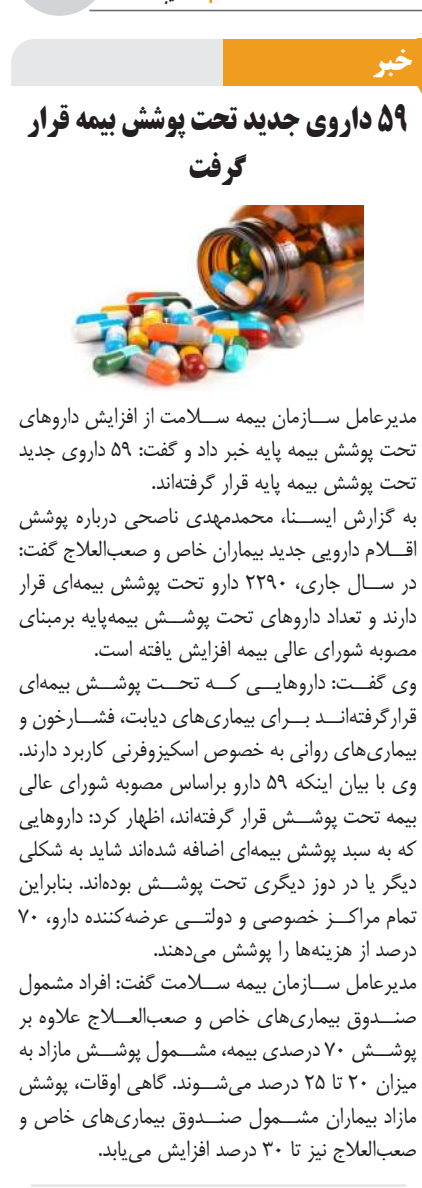 خبر
۵۹ داروی جدید تحت پوشش بیمه قرار
گرفت
مدیرعامل سازمان بیمه سلامت از افزایش داروهای
تحت پوشش بیمه پایه خبر داد و گفت: ۵۹ داروی جدید
تحت پوشش بیمه پایه قرار گرفته‌اند.
به گزارش ایسنا، محمدمهدی ناصحی درباره پوشش
اقلام دارویی جدید بیماران خاص و صعب‌العلاج گفت:
در سال جاری، ۲۲۹۰ دارو تحت پوشش بیمه‌ای قرار
دارند و تعداد داروهای تحت پوشش بیمه‌پایه برمبنای
مصوبه شورای عالی بیمه افزایش یافته است.
وی گفت: داروهایی که تحت پوشش بیمه‌ای
قرارگرفته‌اند برای بیماری‌های دیابت، فشارخون و
بیماری‌های روانی به خصوص اسکیزوفرنی کاربرد دارند.
وی با بیان اینکه ۵۹ دارو براساس مصوبه شورای عالی
بیمه تحت پوشش قرار گرفته‌اند، اظهار کرد: داروهایی
که به سبد پوشش بیمه‌ای اضافه شده‌اند شاید به شکلی
دیگر یا در دوز دیگری تحت پوشش بوده‌اند. بنابراین
تمام مراکز خصوصی و دولتی عرضه‌کننده دارو، ۷۰
درصد از هزینه‌ها را پوشش می‌دهند.
مدیرعامل سازمان بیمه سلامت گفت: افراد مشمول
صندوق بیماری‌های خاص و صعب‌العلاج علاوه بر
پوشش ۷۰ درصدی بیمه، مشمول پوشش مازاد به
میزان ۲۰ تا ۲۵ درصد می‌شوند. گاهی اوقات، پوشش
مازاد بیماران مشمول صندوق بیماری‌های خاص و
صعب‌العلاج نیز تا ۳۰ درصد افزایش می‌یابد.